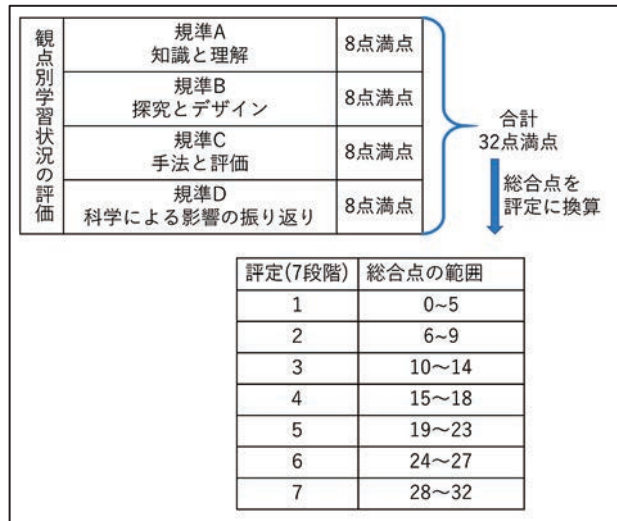 観点別学習状況の評価
規準A
知識と理解
8点満点
規準B
探究とデザイン
8点満点
規準C
手法と評価
8点満点
規準D
科学による影響の振り返り
8点満点
合計
32点満点
総合点を
評定に換算
評定(7段階) 総合点の範囲
1 0~5
2 6~9
3 10〜14
4 15〜18
5 19〜23
6 24〜27
7 28〜32